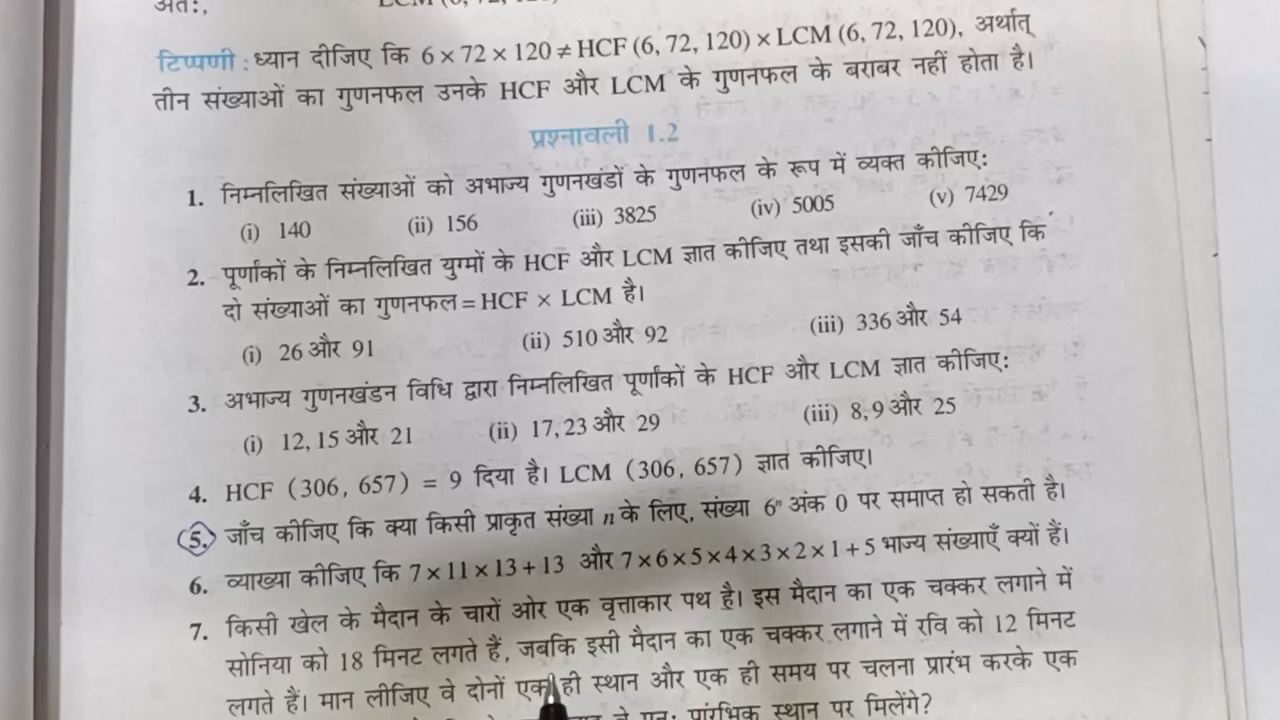 अतः,
टिप्पणी : ध्यान दीजिए कि 6 × 72 × 120 ≠ HCF (6, 72, 120) × LCM (6, 72, 120), अर्थात्
तीन संख्याओं का गुणनफल उनके HCF और LCM के गुणनफल के बराबर नहीं होता है।
प्रश्नावली 1.2
1. निम्नलिखित संख्याओं को अभाज्य गुणनखंडों के गुणनफल के रूप में व्यक्त कीजिए:
(i) 140 (ii) 156 (iii) 3825 (iv) 5005 (v) 7429
2. पूर्णांकों के निम्नलिखित युग्मों के HCF और LCM ज्ञात कीजिए तथा इसकी जाँच कीजिए कि
दो संख्याओं का गुणनफल = HCF × LCM है।
(i) 26 और 91 (ii) 510 और 92 (iii) 336 और 54
3. अभाज्य गुणनखंडन विधि द्वारा निम्नलिखित पूर्णांकों के HCF और LCM ज्ञात कीजिए:
(i) 12, 15 और 21 (ii) 17, 23 और 29 (iii) 8, 9 और 25
4. HCF (306, 657) = 9 दिया है। LCM (306, 657) ज्ञात कीजिए।
5. जाँच कीजिए कि क्या किसी प्राकृत संख्या n के लिए, संख्या 6ⁿ अंक 0 पर समाप्त हो सकती है।
6. व्याख्या कीजिए कि 7 × 11 × 13 + 13 और 7 × 6 × 5 × 4 × 3 × 2 × 1 + 5 भाज्य संख्याएँ क्यों हैं।
7. किसी खेल के मैदान के चारों ओर एक वृत्ताकार पथ है। इस मैदान का एक चक्कर लगाने में
सोनिया को 18 मिनट लगते हैं, जबकि इसी मैदान का एक चक्कर लगाने में रवि को 12 मिनट
लगते हैं। मान लीजिए वे दोनों एक ही स्थान और एक ही समय पर चलना प्रारंभ करके एक
वे पुनः प्रांरभिक स्थान पर मिलेंगे?